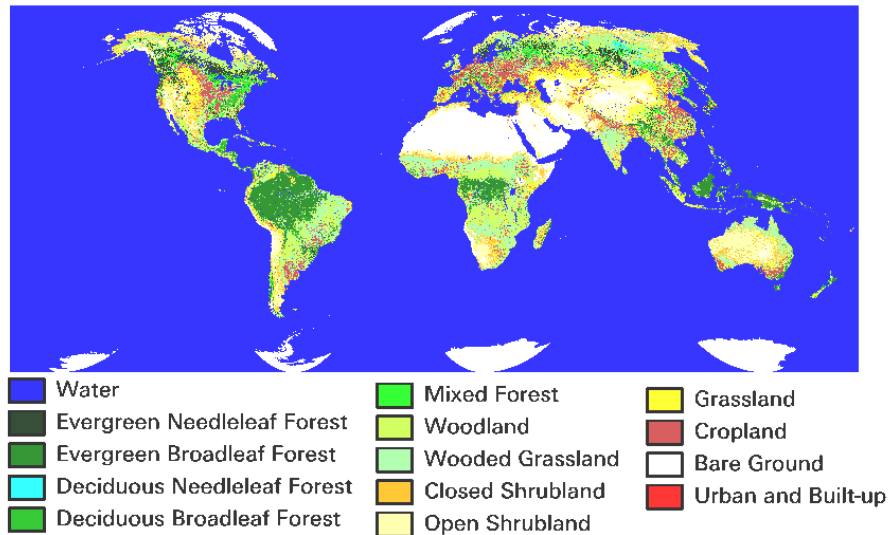 Water
Evergreen Needleleaf Forest
Evergreen Broadleaf Forest
Deciduous Needleleaf Forest
Deciduous Broadleaf Forest
Mixed Forest
Woodland
Wooded Grassland
Closed Shrubland
Open Shrubland
Grassland
Cropland
Bare Ground
Urban and Built-up